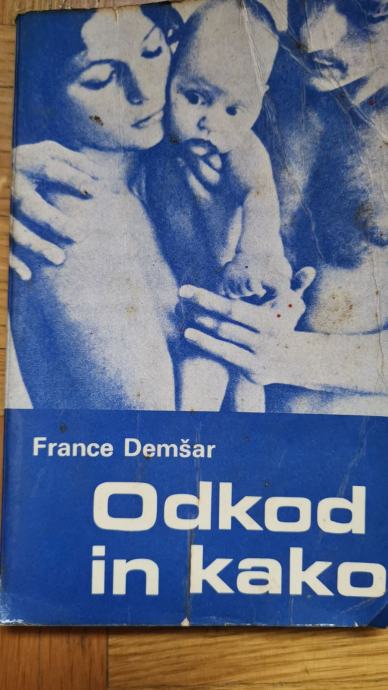 France Demšar
Odkod
in kako